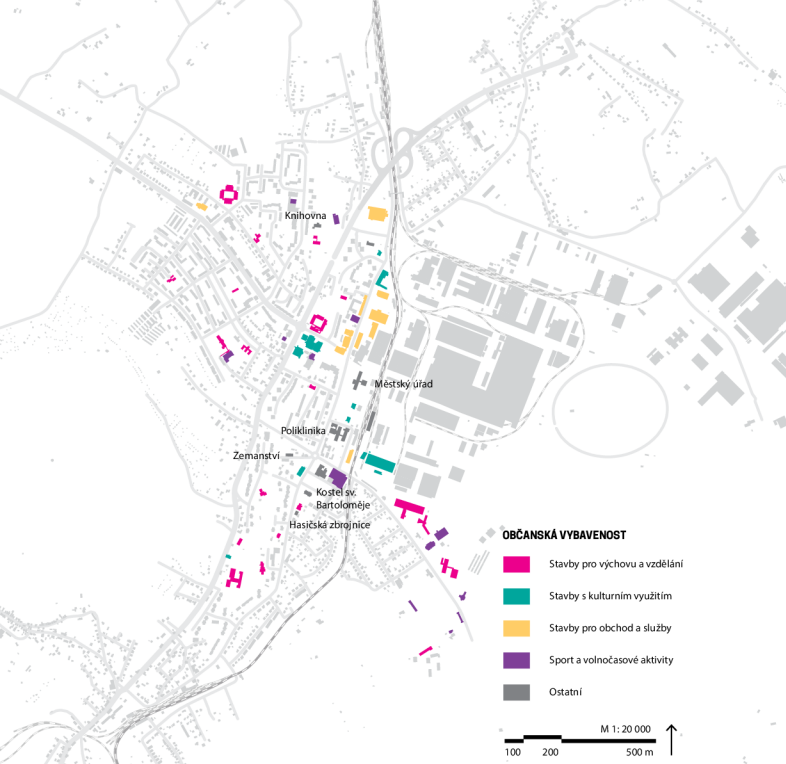 Knihovna
Městský úřad
Poliklinika
Zemanství
Kostel sv.
Bartoloměje
Hasičská zbrojnice
OBČANSKÁ VYBAVENOST
Stavby pro výchovu a vzdělání
Stavby s kulturním využitím
Stavby pro obchod a služby
Sport a volnočasové aktivity
Ostatní
M 1: 20 000
100 200 500 m